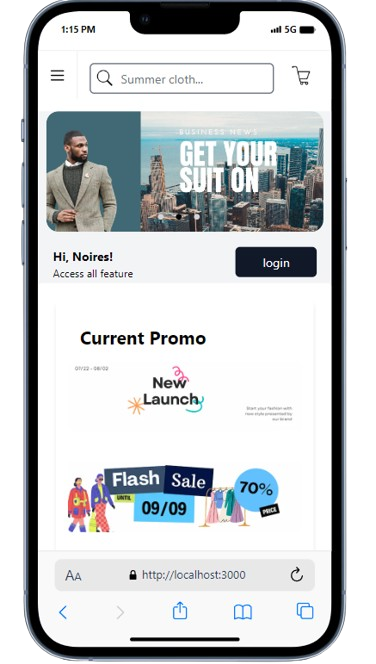 1:15 PM
5G
Summer cloth...
BUSINESS NEWS
GET YOUR
SUIT ON
Hi, Noires!
Access all feature
login
Current Promo
07/22 - 08/02
New
Launch
Start your fashion with
new style presented by
our brand
Flash Sale
UNTIL
09/09
70%
PRICE
AA
http://localhost:3000